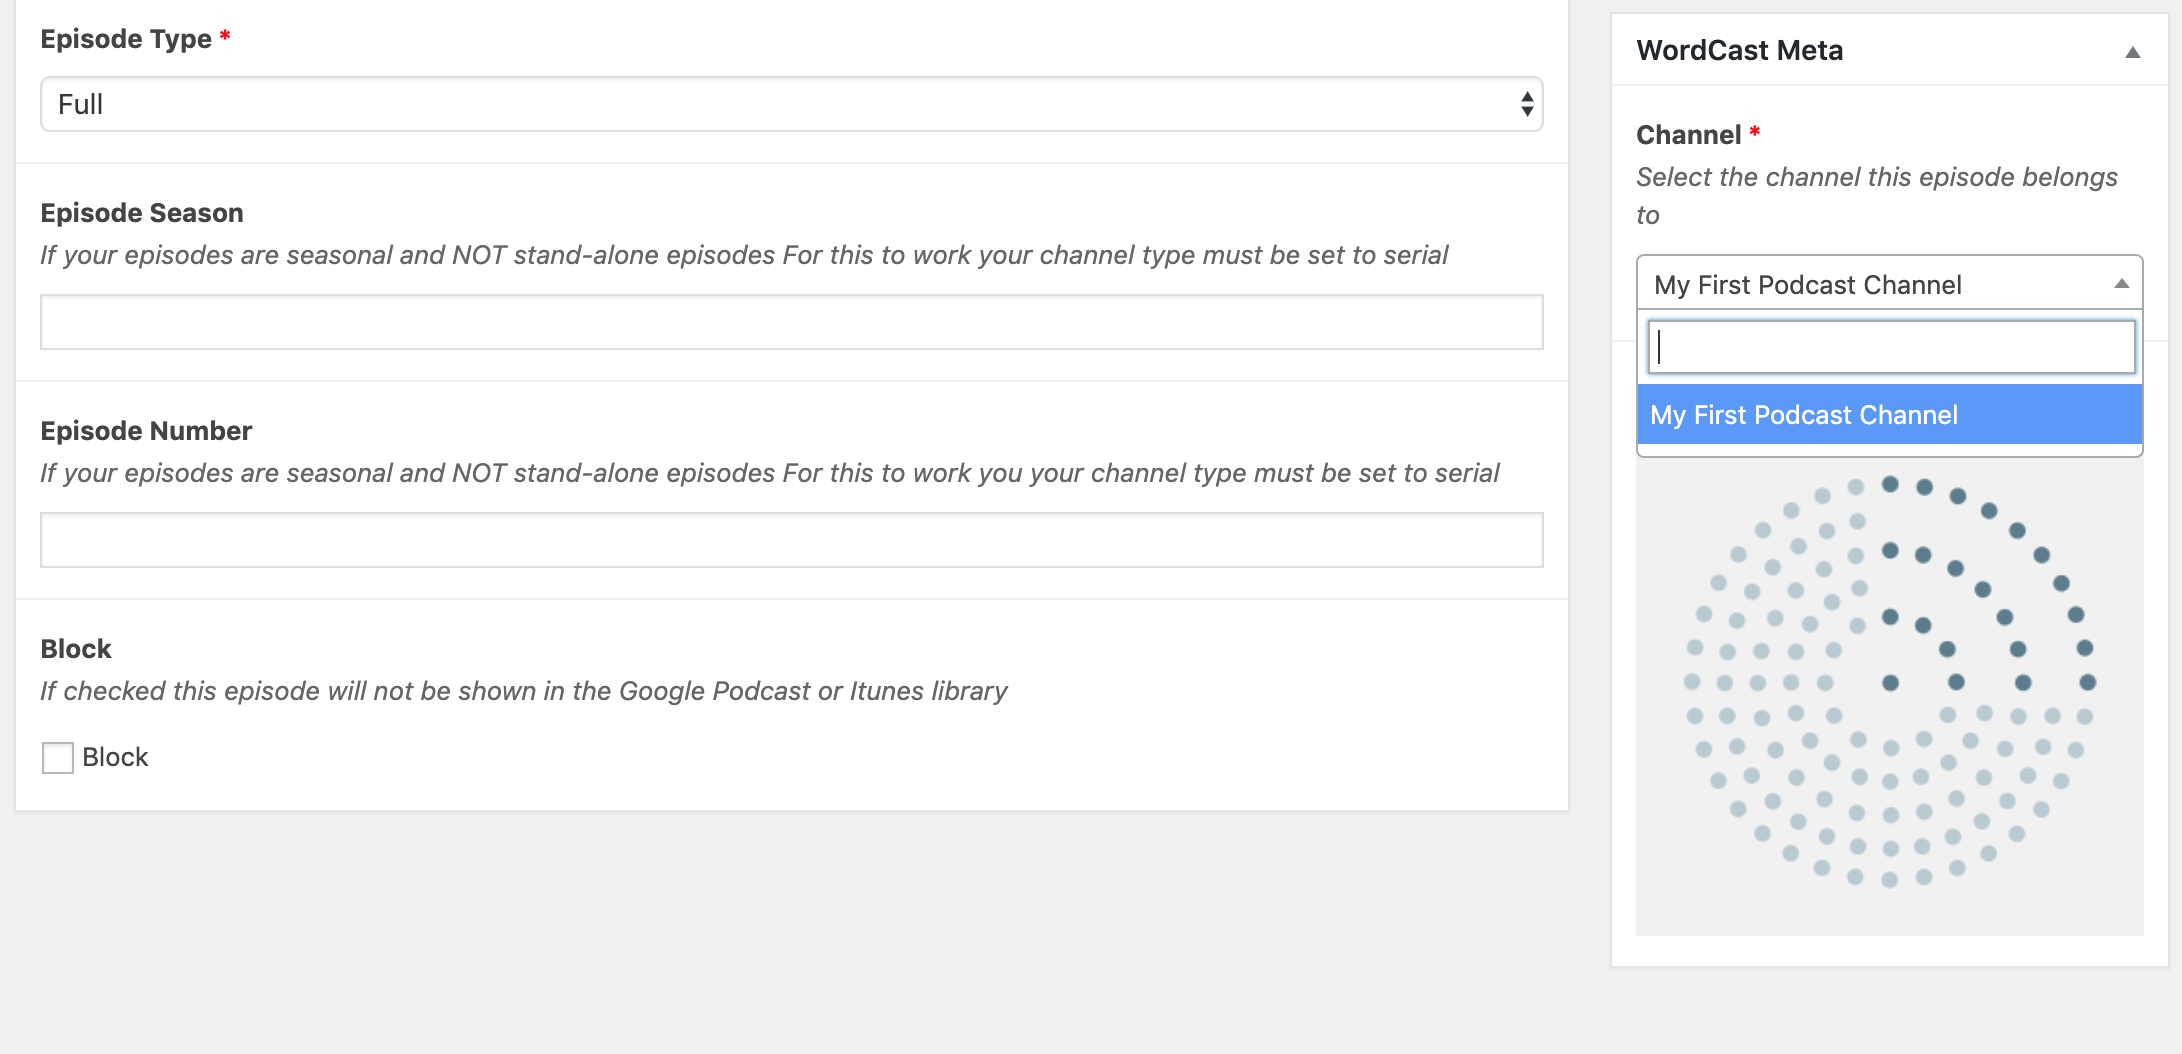 Episode Type *
Full
Episode Season
If your episodes are seasonal and NOT stand-alone episodes For this to work your channel type must be set to serial
Episode Number
If your episodes are seasonal and NOT stand-alone episodes For this to work you your channel type must be set to serial
Block
If checked this episode will not be shown in the Google Podcast or Itunes library
Block
WordCast Meta
Channel *
Select the channel this episode belongs
to
My First Podcast Channel
My First Podcast Channel